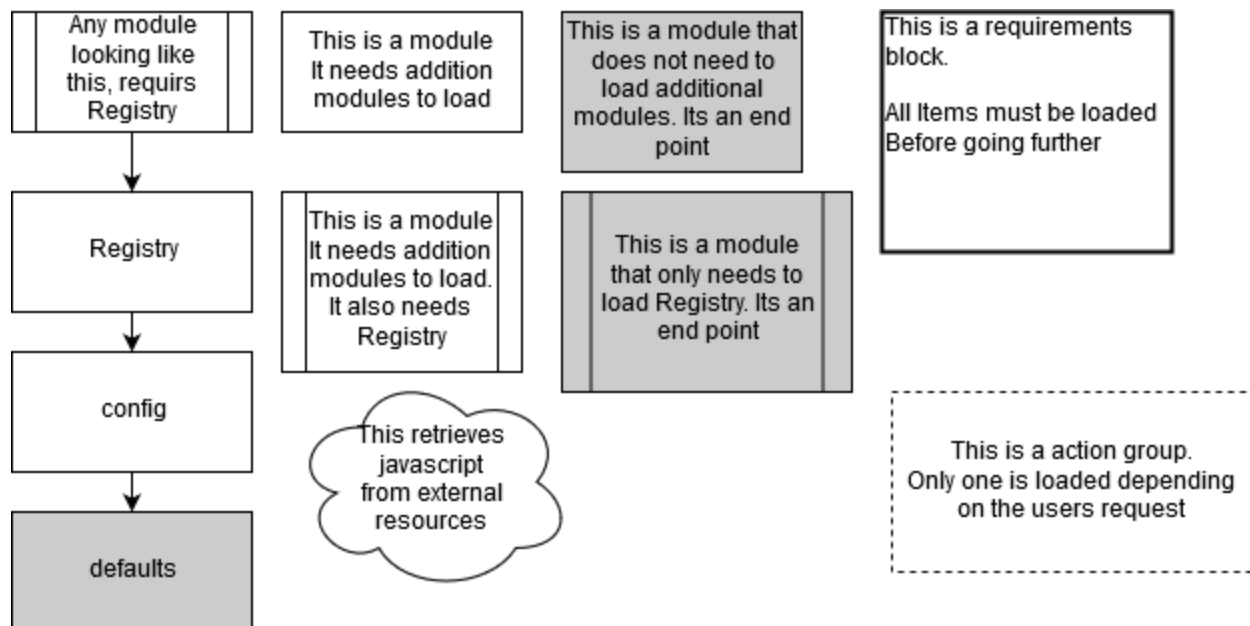 Any module
looking like
this, requirs
Registry
This is a module
It needs addition
modules to load
This is a module that
does not need to
load additional
modules. Its an end
point
This is a requirements
block.
All Items must be loaded
Before going further
Registry
This is a module
It needs addition
modules to load.
It also needs
Registry
This is a module
that only needs to
load Registry. Its an
end point
config
This retrieves
javascript
from external
resources
This is a action group.
Only one is loaded depending
on the users request
defaults